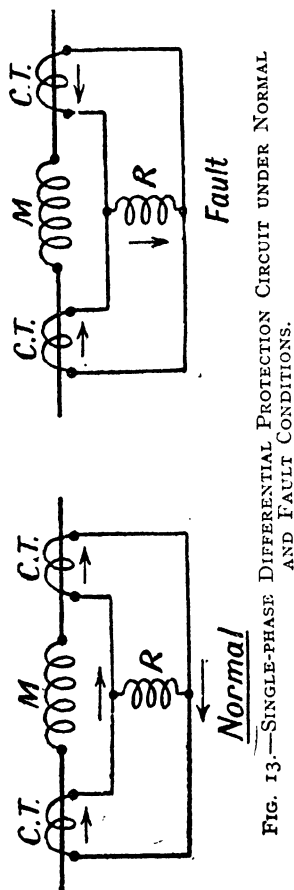 C.T. M C.T. C.T. M C.T.
R R
Normal Fault
FIG. 13.—SINGLE-PHASE DIFFERENTIAL PROTECTION CIRCUIT UNDER NORMAL
AND FAULT CONDITIONS.